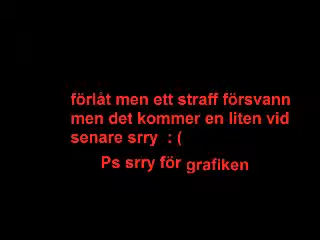 förlåt men ett straff försvann
men det kommer en liten vid
senare srry : (
Ps srry för grafiken